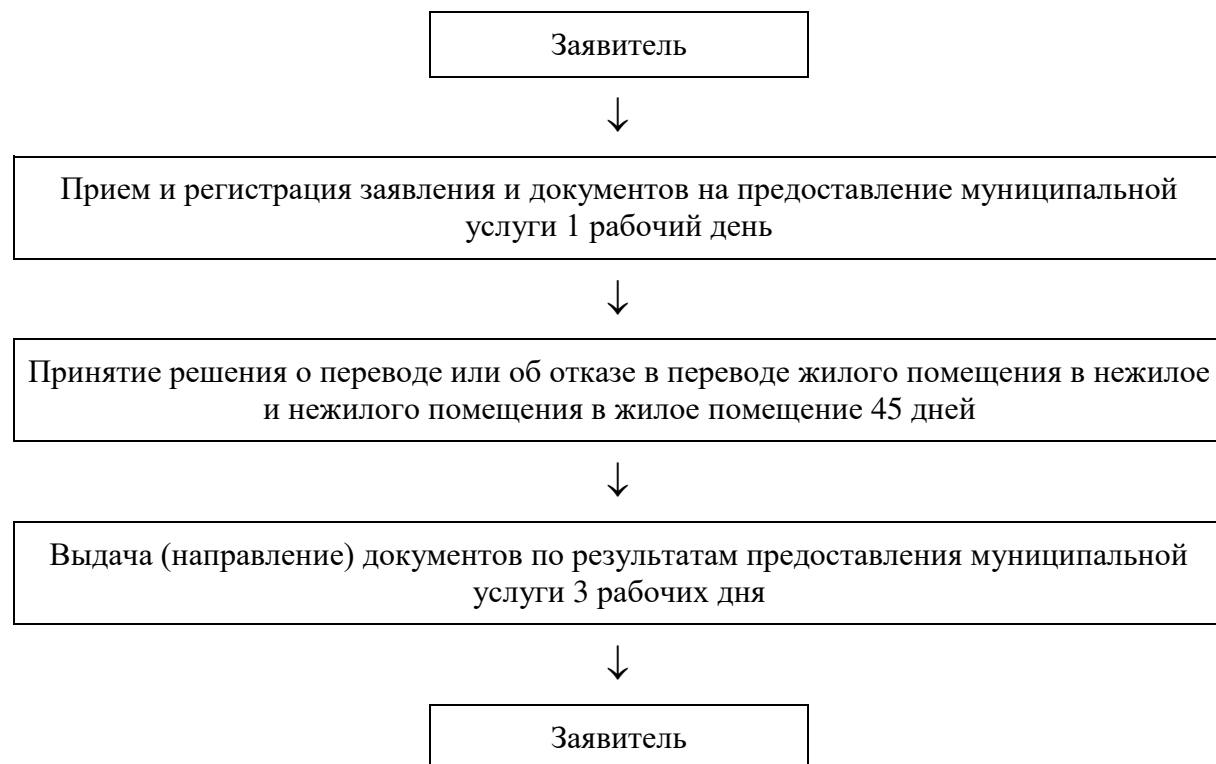 Заявитель
↓
Прием и регистрация заявления и документов на предоставление муниципальной
услуги 1 рабочий день
↓
Принятие решения о переводе или об отказе в переводе жилого помещения в нежилое
и нежилого помещения в жилое помещение 45 дней
↓
Выдача (направление) документов по результатам предоставления муниципальной
услуги 3 рабочих дня
↓
Заявитель